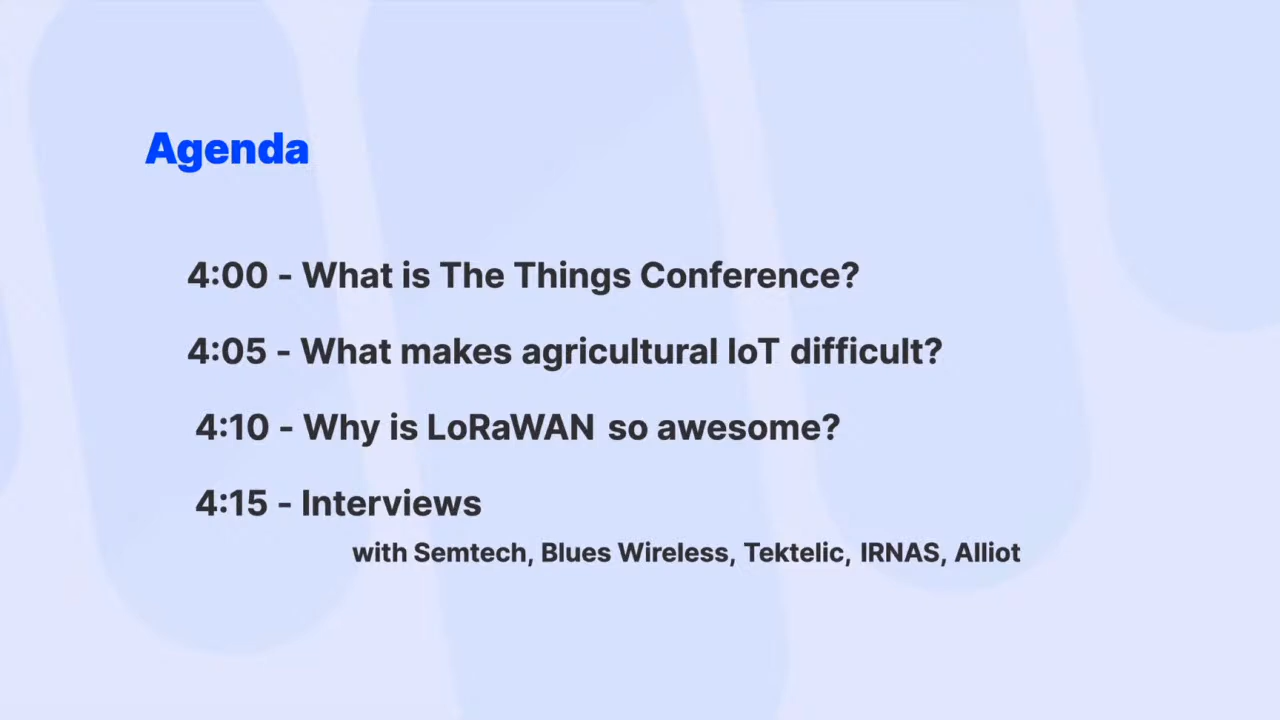 Agenda
4:00 - What is The Things Conference?
4:05 - What makes agricultural IoT difficult?
4:10 - Why is LoRaWAN so awesome?
4:15 - Interviews
with Semtech, Blues Wireless, Tektelic, IRNAS, Alliot